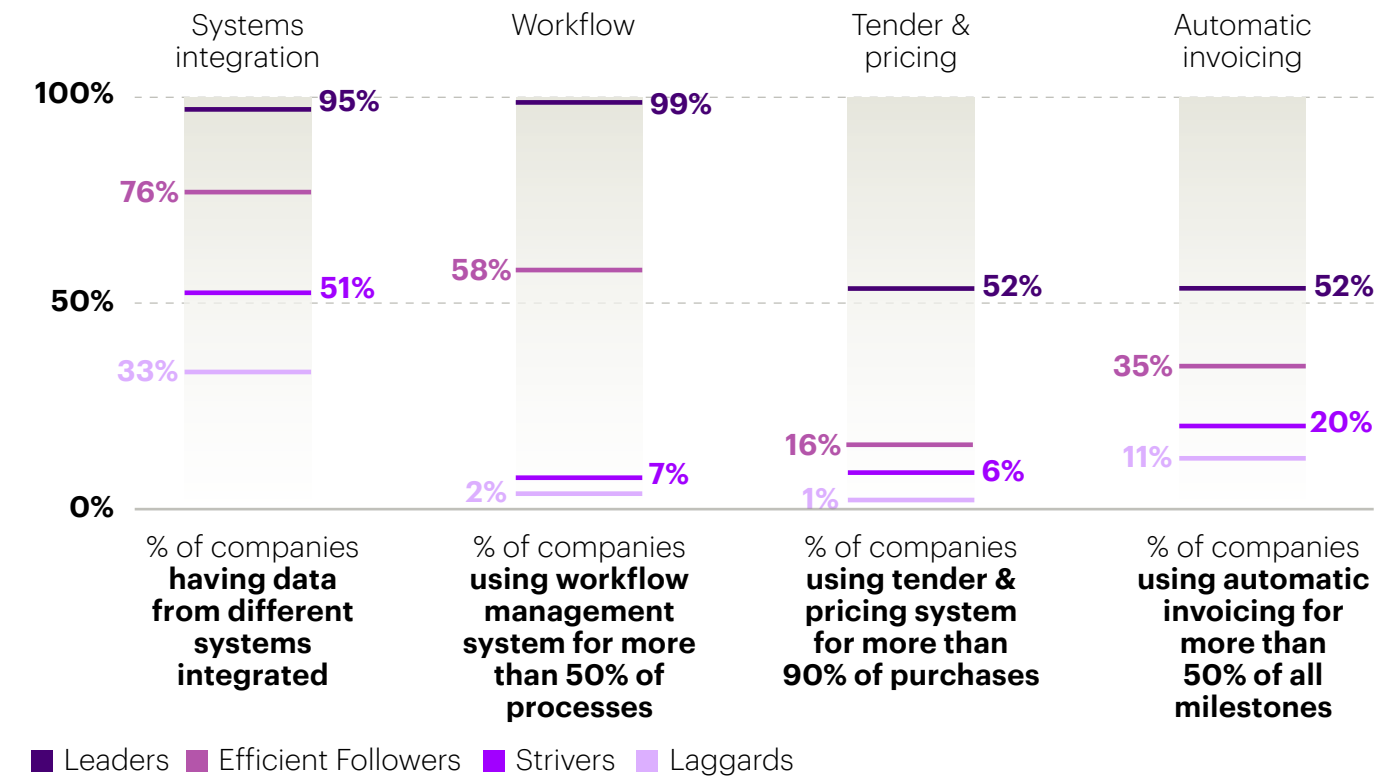 Systems
integration
Workflow
Tender &
pricing
Automatic
invoicing
100%
50%
0%
95%
76%
51%
33%
99%
58%
7%
2%
52%
16%
6%
1%
52%
35%
20%
11%
% of companies
having data
from different
systems
integrated
% of companies
using workflow
management
system for more
than 50% of
processes
% of companies
using tender &
pricing system
for more than
90% of purchases
% of companies
using automatic
invoicing for
more than
50% of all
milestones
Leaders
Efficient Followers
Strivers
Laggards